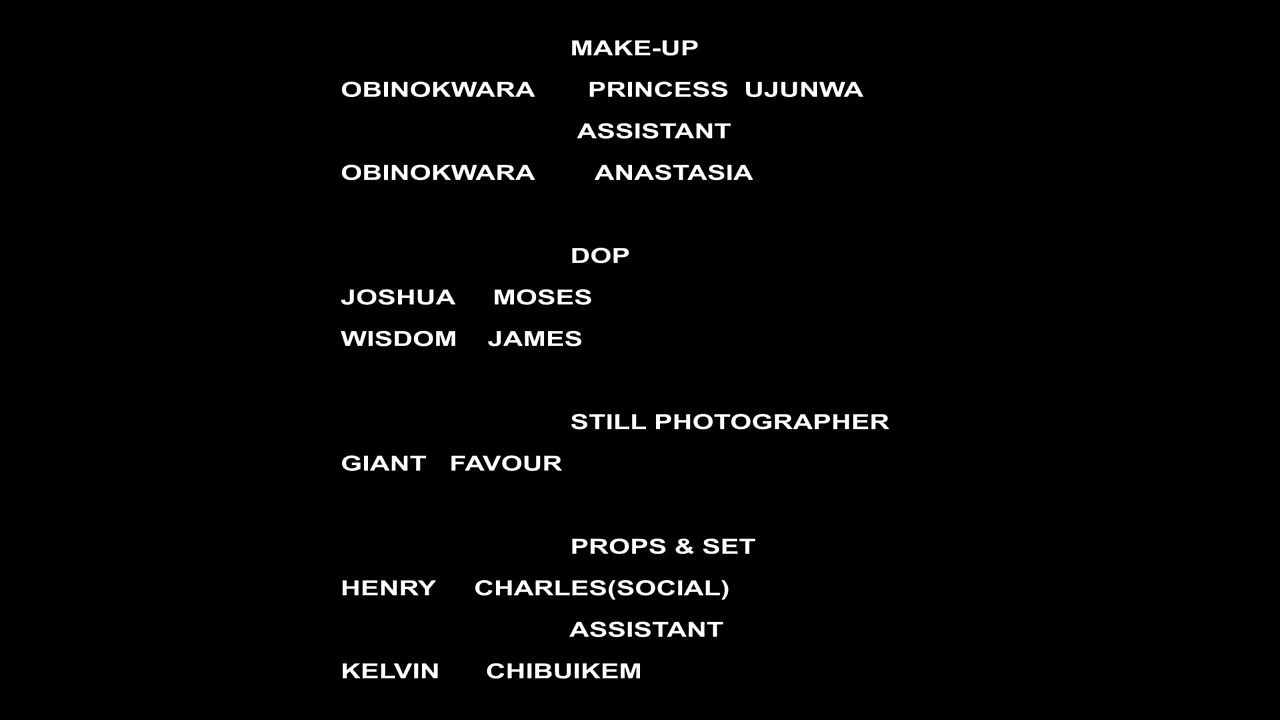 MAKE-UP
OBINOKWARA PRINCESS UJUNWA
ASSISTANT
OBINOKWARA ANASTASIA
DOP
JOSHUA MOSES
WISDOM JAMES
STILL PHOTOGRAPHER
GIANT FAVOUR
PROPS & SET
HENRY CHARLES(SOCIAL)
ASSISTANT
KELVIN CHIBUIKEM